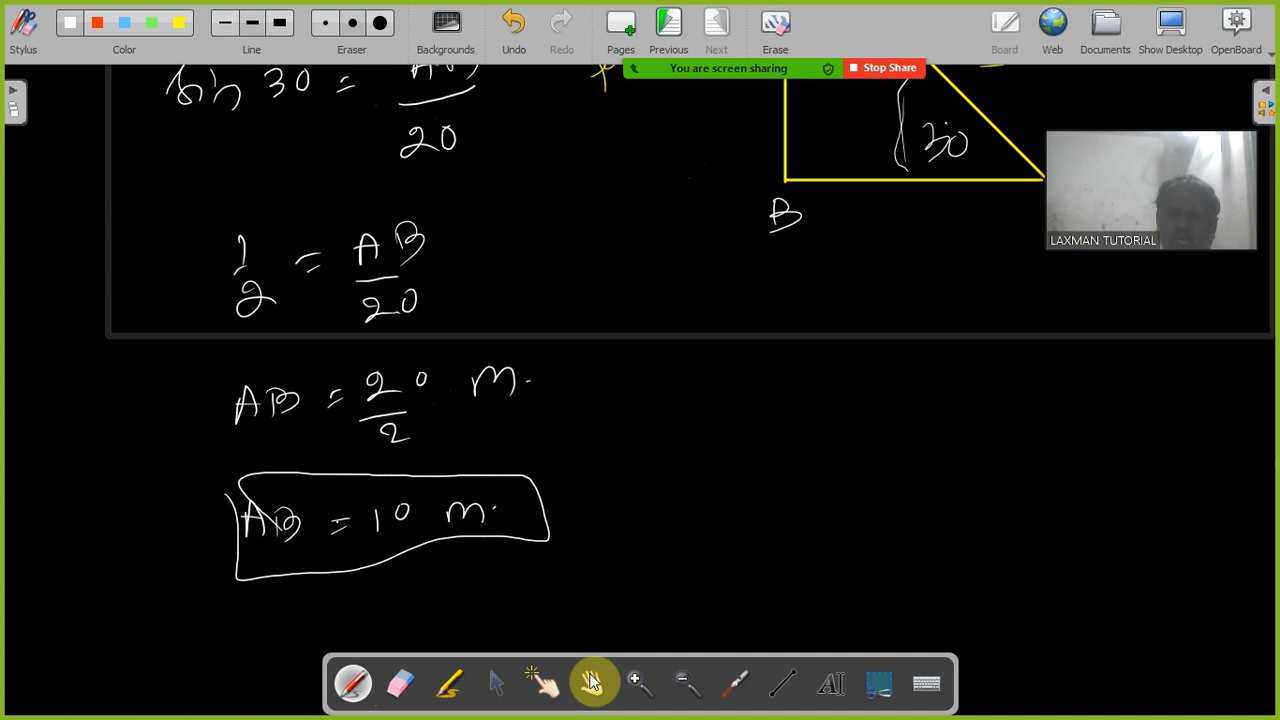 Stylus Color Line Eraser Backgrounds Undo Redo Pages Previous Next Erase Board Web Documents Show Desktop OpenBoard
You are screen sharing Stop Share
sin 30 = AB
20
30
LAXMAN TUTORIAL
B
1 = AB
2 20
AB = 20 m.
2
AB = 10 m.
AI